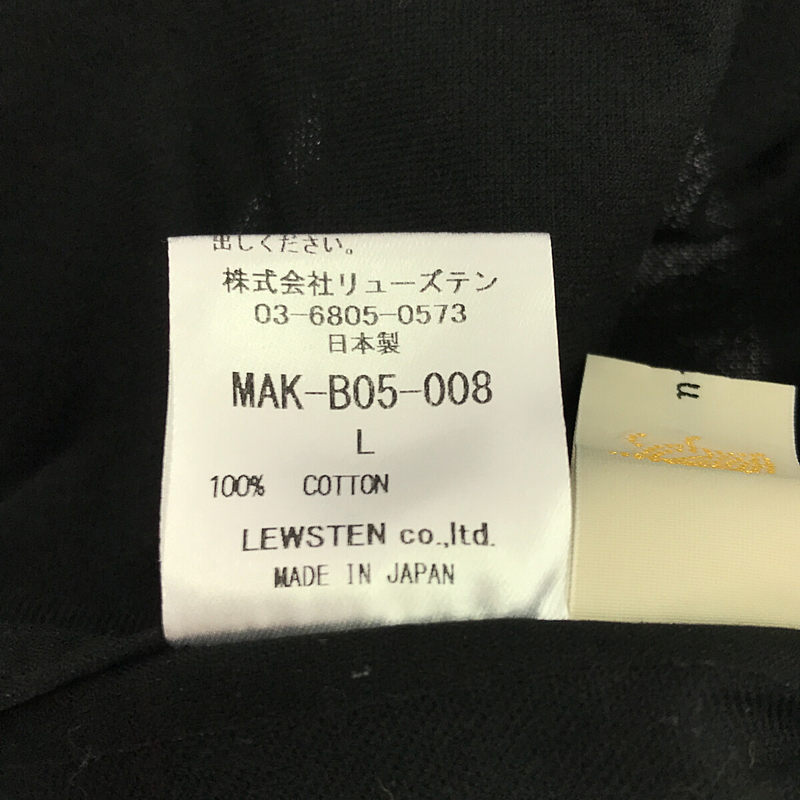 出しください。
株式会社リューズテン
03-6805-0573
日本製
MAK-B05-008
L
100% COTTON
LEWSTEN co.,ltd.
MADE IN JAPAN